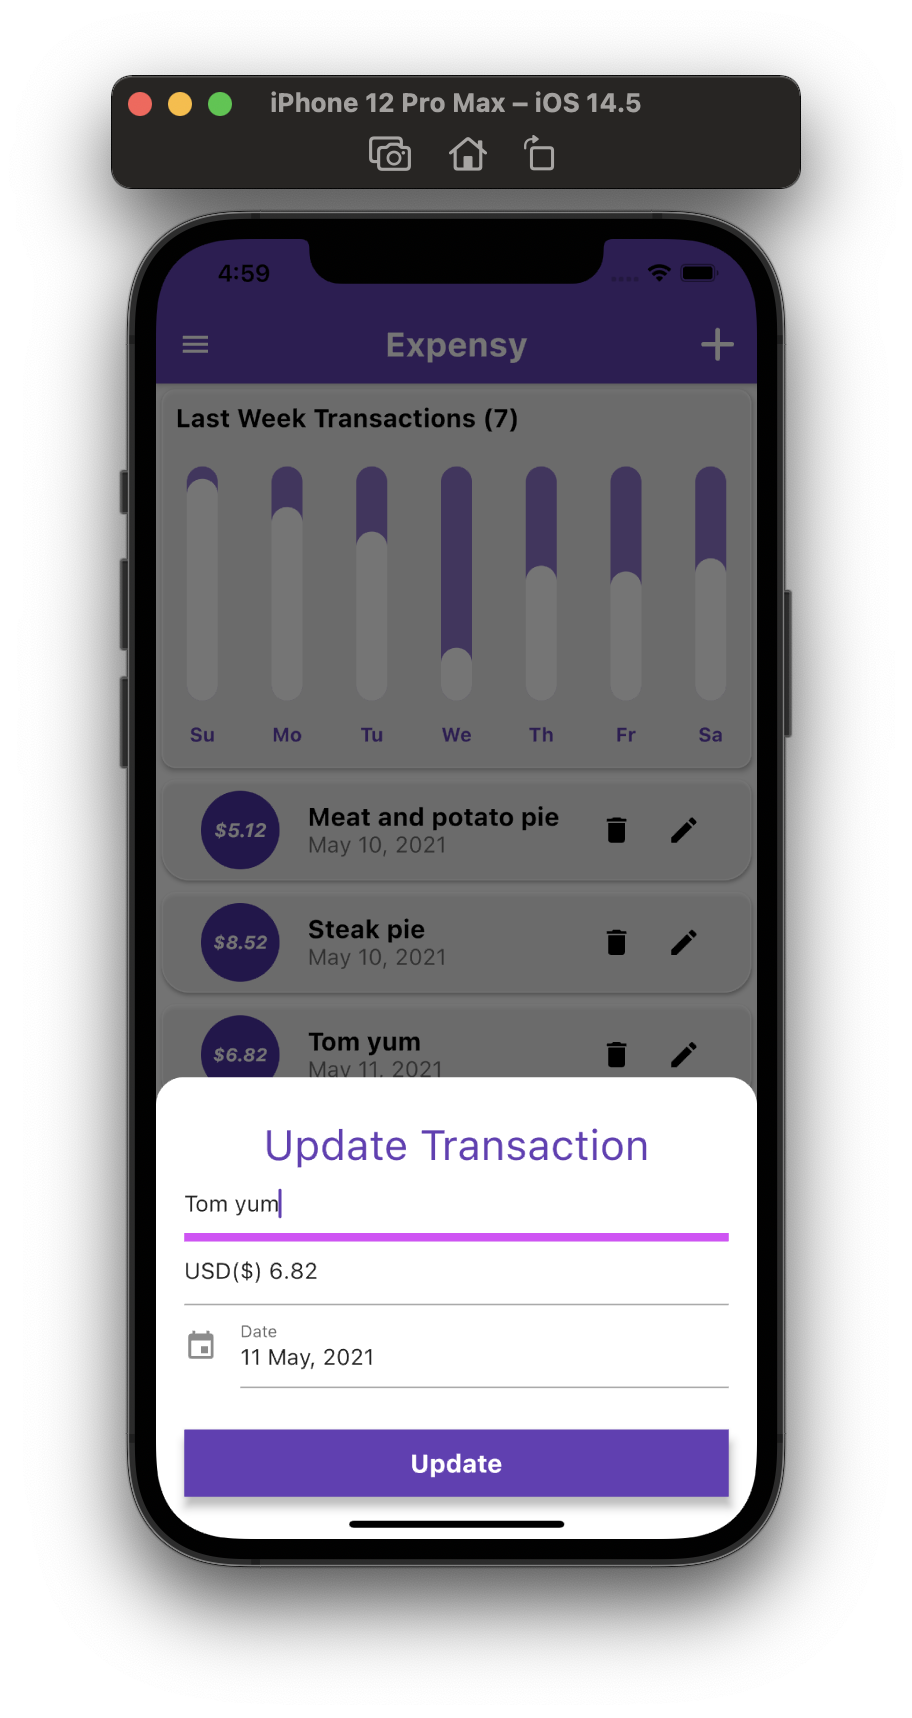 iPhone 12 Pro Max – iOS 14.5
4:59
Expensy
Last Week Transactions (7)
Su Mo Tu We Th Fr Sa
$5.12
Meat and potato pie
May 10, 2021
$8.52
Steak pie
May 10, 2021
$6.82
Tom yum
May 11, 2021
Update Transaction
Tom yum
USD($) 6.82
Date
11 May, 2021
Update